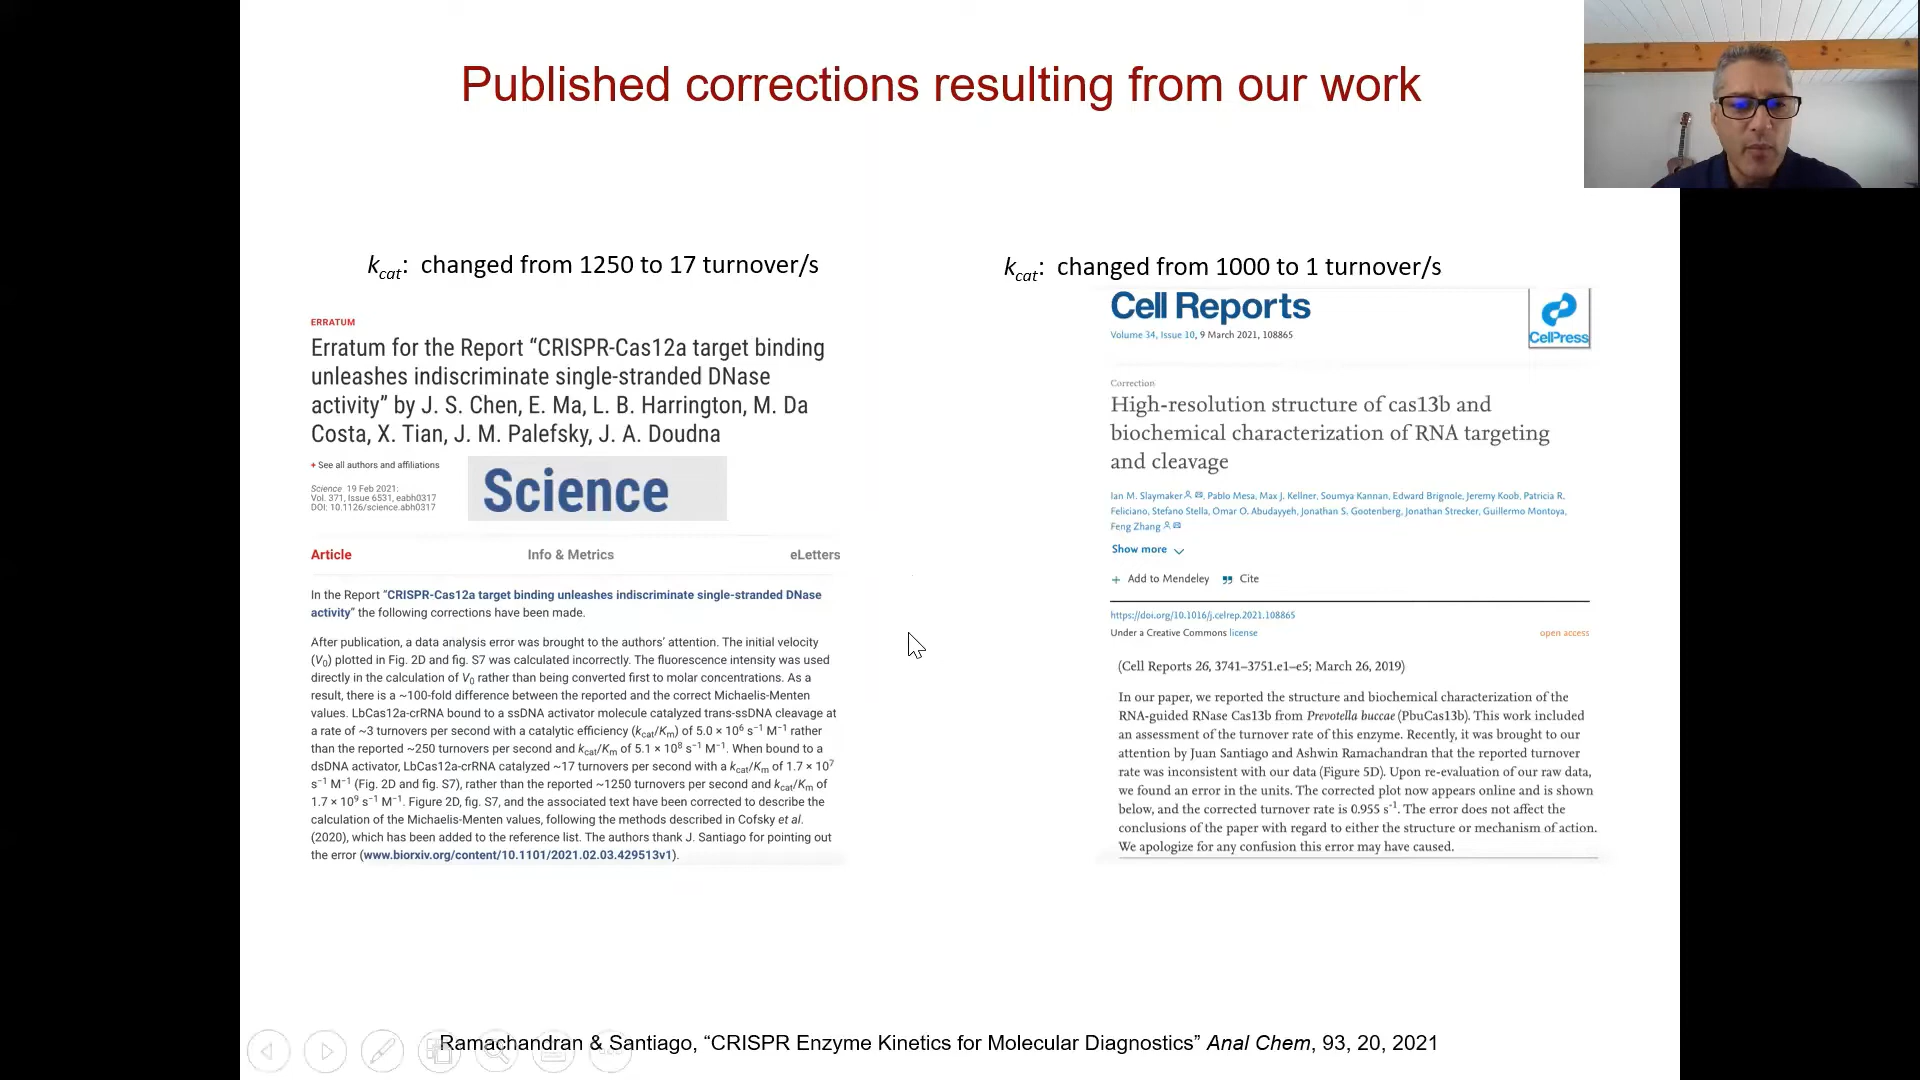 Published corrections resulting from our work
kcat: changed from 1250 to 17 turnover/s
ERRATUM
Erratum for the Report “CRISPR-Cas12a target binding
unleashes indiscriminate single-stranded DNase
activity” by J. S. Chen, E. Ma, L. B. Harrington, M. Da
Costa, X. Tian, J. M. Palefsky, J. A. Doudna
+ See all authors and affiliations
Science 19 Feb 2021:
Vol. 371, Issue 6531, eabh0317
DOI: 10.1126/science.abh0317
Science
Article Info & Metrics eLetters
In the Report “CRISPR-Cas12a target binding unleashes indiscriminate single-stranded DNase
activity” the following corrections have been made.
After publication, a data analysis error was brought to the authors’ attention. The initial velocity
(V0) plotted in Fig. 2D and fig. S7 was calculated incorrectly. The fluorescence intensity was used
directly in the calculation of V0 rather than being converted first to molar concentrations. As a
result, there is a ~100-fold difference between the reported and the correct Michaelis-Menten
values. LbCas12a-crRNA bound to a ssDNA activator molecule catalyzed trans-ssDNA cleavage at
a rate of ~3 turnovers per second with a catalytic efficiency (kcat/Km) of 5.0 × 10⁶ s⁻¹ M⁻¹ rather
than the reported ~250 turnovers per second and kcat/Km of 5.1 × 10⁸ s⁻¹ M⁻¹. When bound to a
dsDNA activator, LbCas12a-crRNA catalyzed ~17 turnovers per second with a kcat/Km of 1.7 × 10⁷
s⁻¹ M⁻¹ (Fig. 2D and fig. S7), rather than the reported ~1250 turnovers per second and kcat/Km of
1.7 × 10⁹ s⁻¹ M⁻¹. Figure 2D, fig. S7, and the associated text have been corrected to describe the
calculation of the Michaelis-Menten values, following the methods described in Cofsky et al.
(2020), which has been added to the reference list. The authors thank J. Santiago for pointing out
the error (www.biorxiv.org/content/10.1101/2021.02.03.429513v1).
kcat: changed from 1000 to 1 turnover/s
Cell Reports
Volume 34, Issue 10, 9 March 2021, 108865
CellPress
Correction
High-resolution structure of cas13b and
biochemical characterization of RNA targeting
and cleavage
Ian M. Slaymaker, Pablo Mesa, Max J. Kellner, Soumya Kannan, Edward Brignole, Jeremy Koob, Patricia R.
Feliciano, Stefano Stella, Omar O. Abudayyeh, Jonathan S. Gootenberg, Jonathan Strecker, Guillermo Montoya,
Feng Zhang
Show more
+ Add to Mendeley Cite
https://doi.org/10.1016/j.celrep.2021.108865
Under a Creative Commons license open access
(Cell Reports 26, 3741–3751.e1–e5; March 26, 2019)
In our paper, we reported the structure and biochemical characterization of the
RNA-guided RNase Cas13b from Prevotella buccae (PbuCas13b). This work included
an assessment of the turnover rate of this enzyme. Recently, it was brought to our
attention by Juan Santiago and Ashwin Ramachandran that the reported turnover
rate was inconsistent with our data (Figure 5D). Upon re-evaluation of our raw data,
we found an error in the units. The corrected plot now appears online and is shown
below, and the corrected turnover rate is 0.955 s⁻¹. The error does not affect the
conclusions of the paper with regard to either the structure or mechanism of action.
We apologize for any confusion this error may have caused.
Ramachandran & Santiago, “CRISPR Enzyme Kinetics for Molecular Diagnostics” Anal Chem, 93, 20, 2021